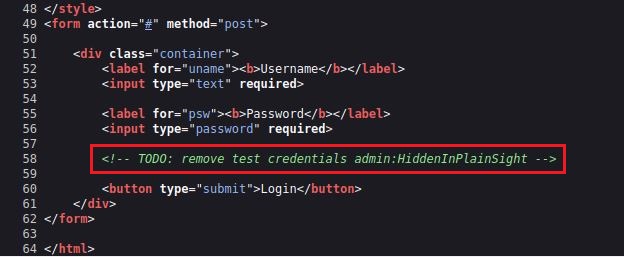 48 </style>
49 <form action="#" method="post">
50
51 <div class="container">
52 <label for="uname"><b>Username</b></label>
53 <input type="text" required>
54
55 <label for="psw"><b>Password</b></label>
56 <input type="password" required>
57
58 <!-- TODO: remove test credentials admin:HiddenInPlainSight -->
59
60 <button type="submit">Login</button>
61 </div>
62 </form>
63
64 </html>